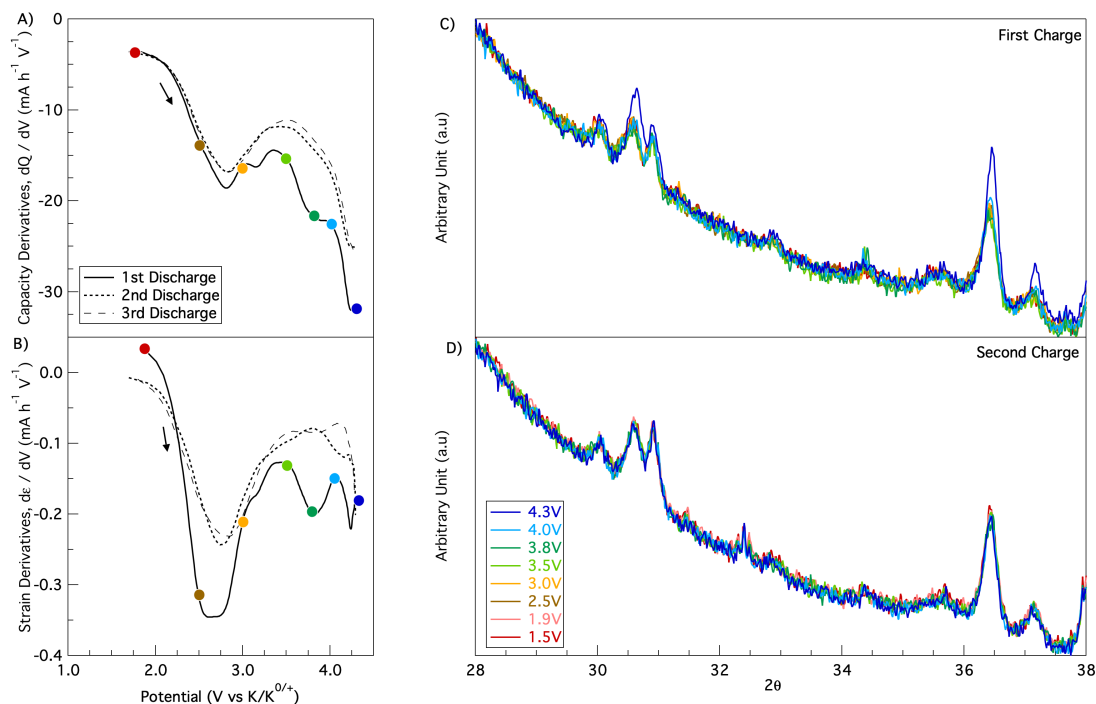 A)
0
-10
-20
-30
Capacity Derivatives, dQ / dV (mA h⁻¹ V⁻¹)
1st Discharge
2nd Discharge
3rd Discharge
B)
0.0
-0.1
-0.2
-0.3
-0.4
Strain Derivatives, dε / dV (mA h⁻¹ V⁻¹)
1.0
2.0
3.0
4.0
Potential (V vs K/K⁰ᐟ⁺)
C)
First Charge
Arbitrary Unit (a.u)
D)
Second Charge
Arbitrary Unit (a.u)
4.3V
4.0V
3.8V
3.5V
3.0V
2.5V
1.9V
1.5V
28
30
32
34
36
38
2θ